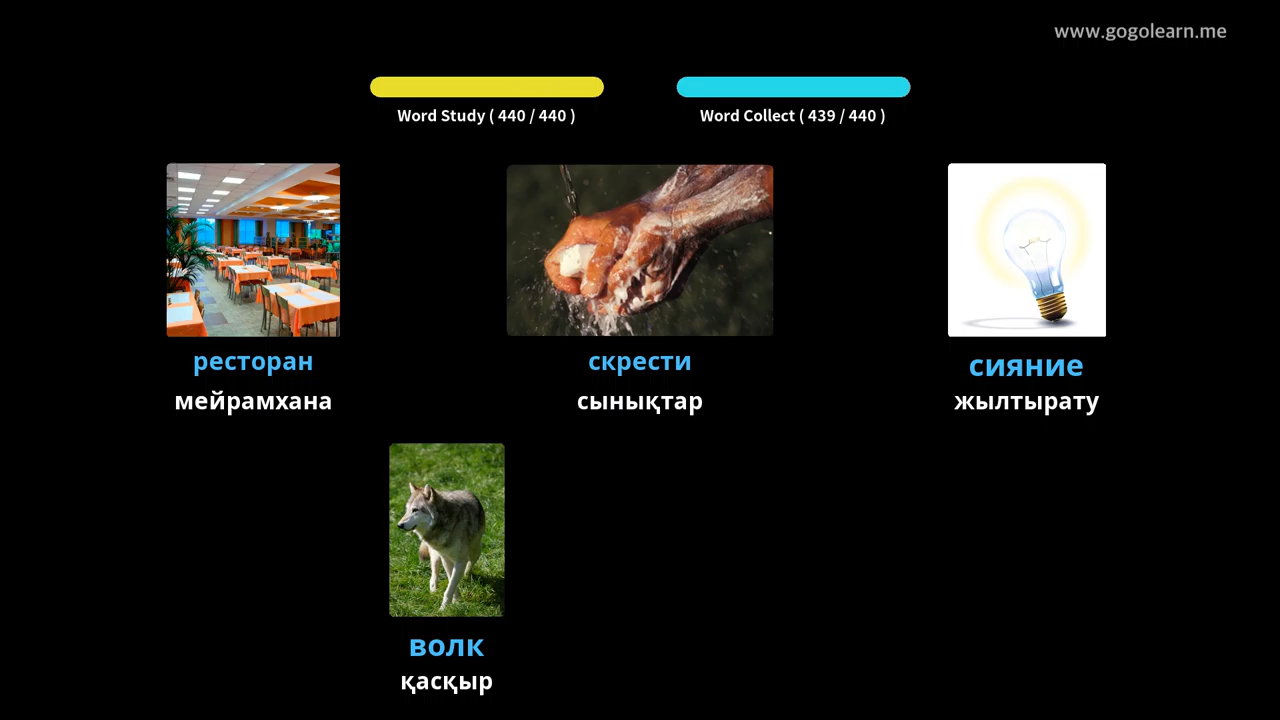 www.gogolearn.me
Word Study ( 440 / 440 )
Word Collect ( 439 / 440 )
ресторан
мейрамхана
скрести
сынықтар
сияние
жылтырату
волк
қасқыр